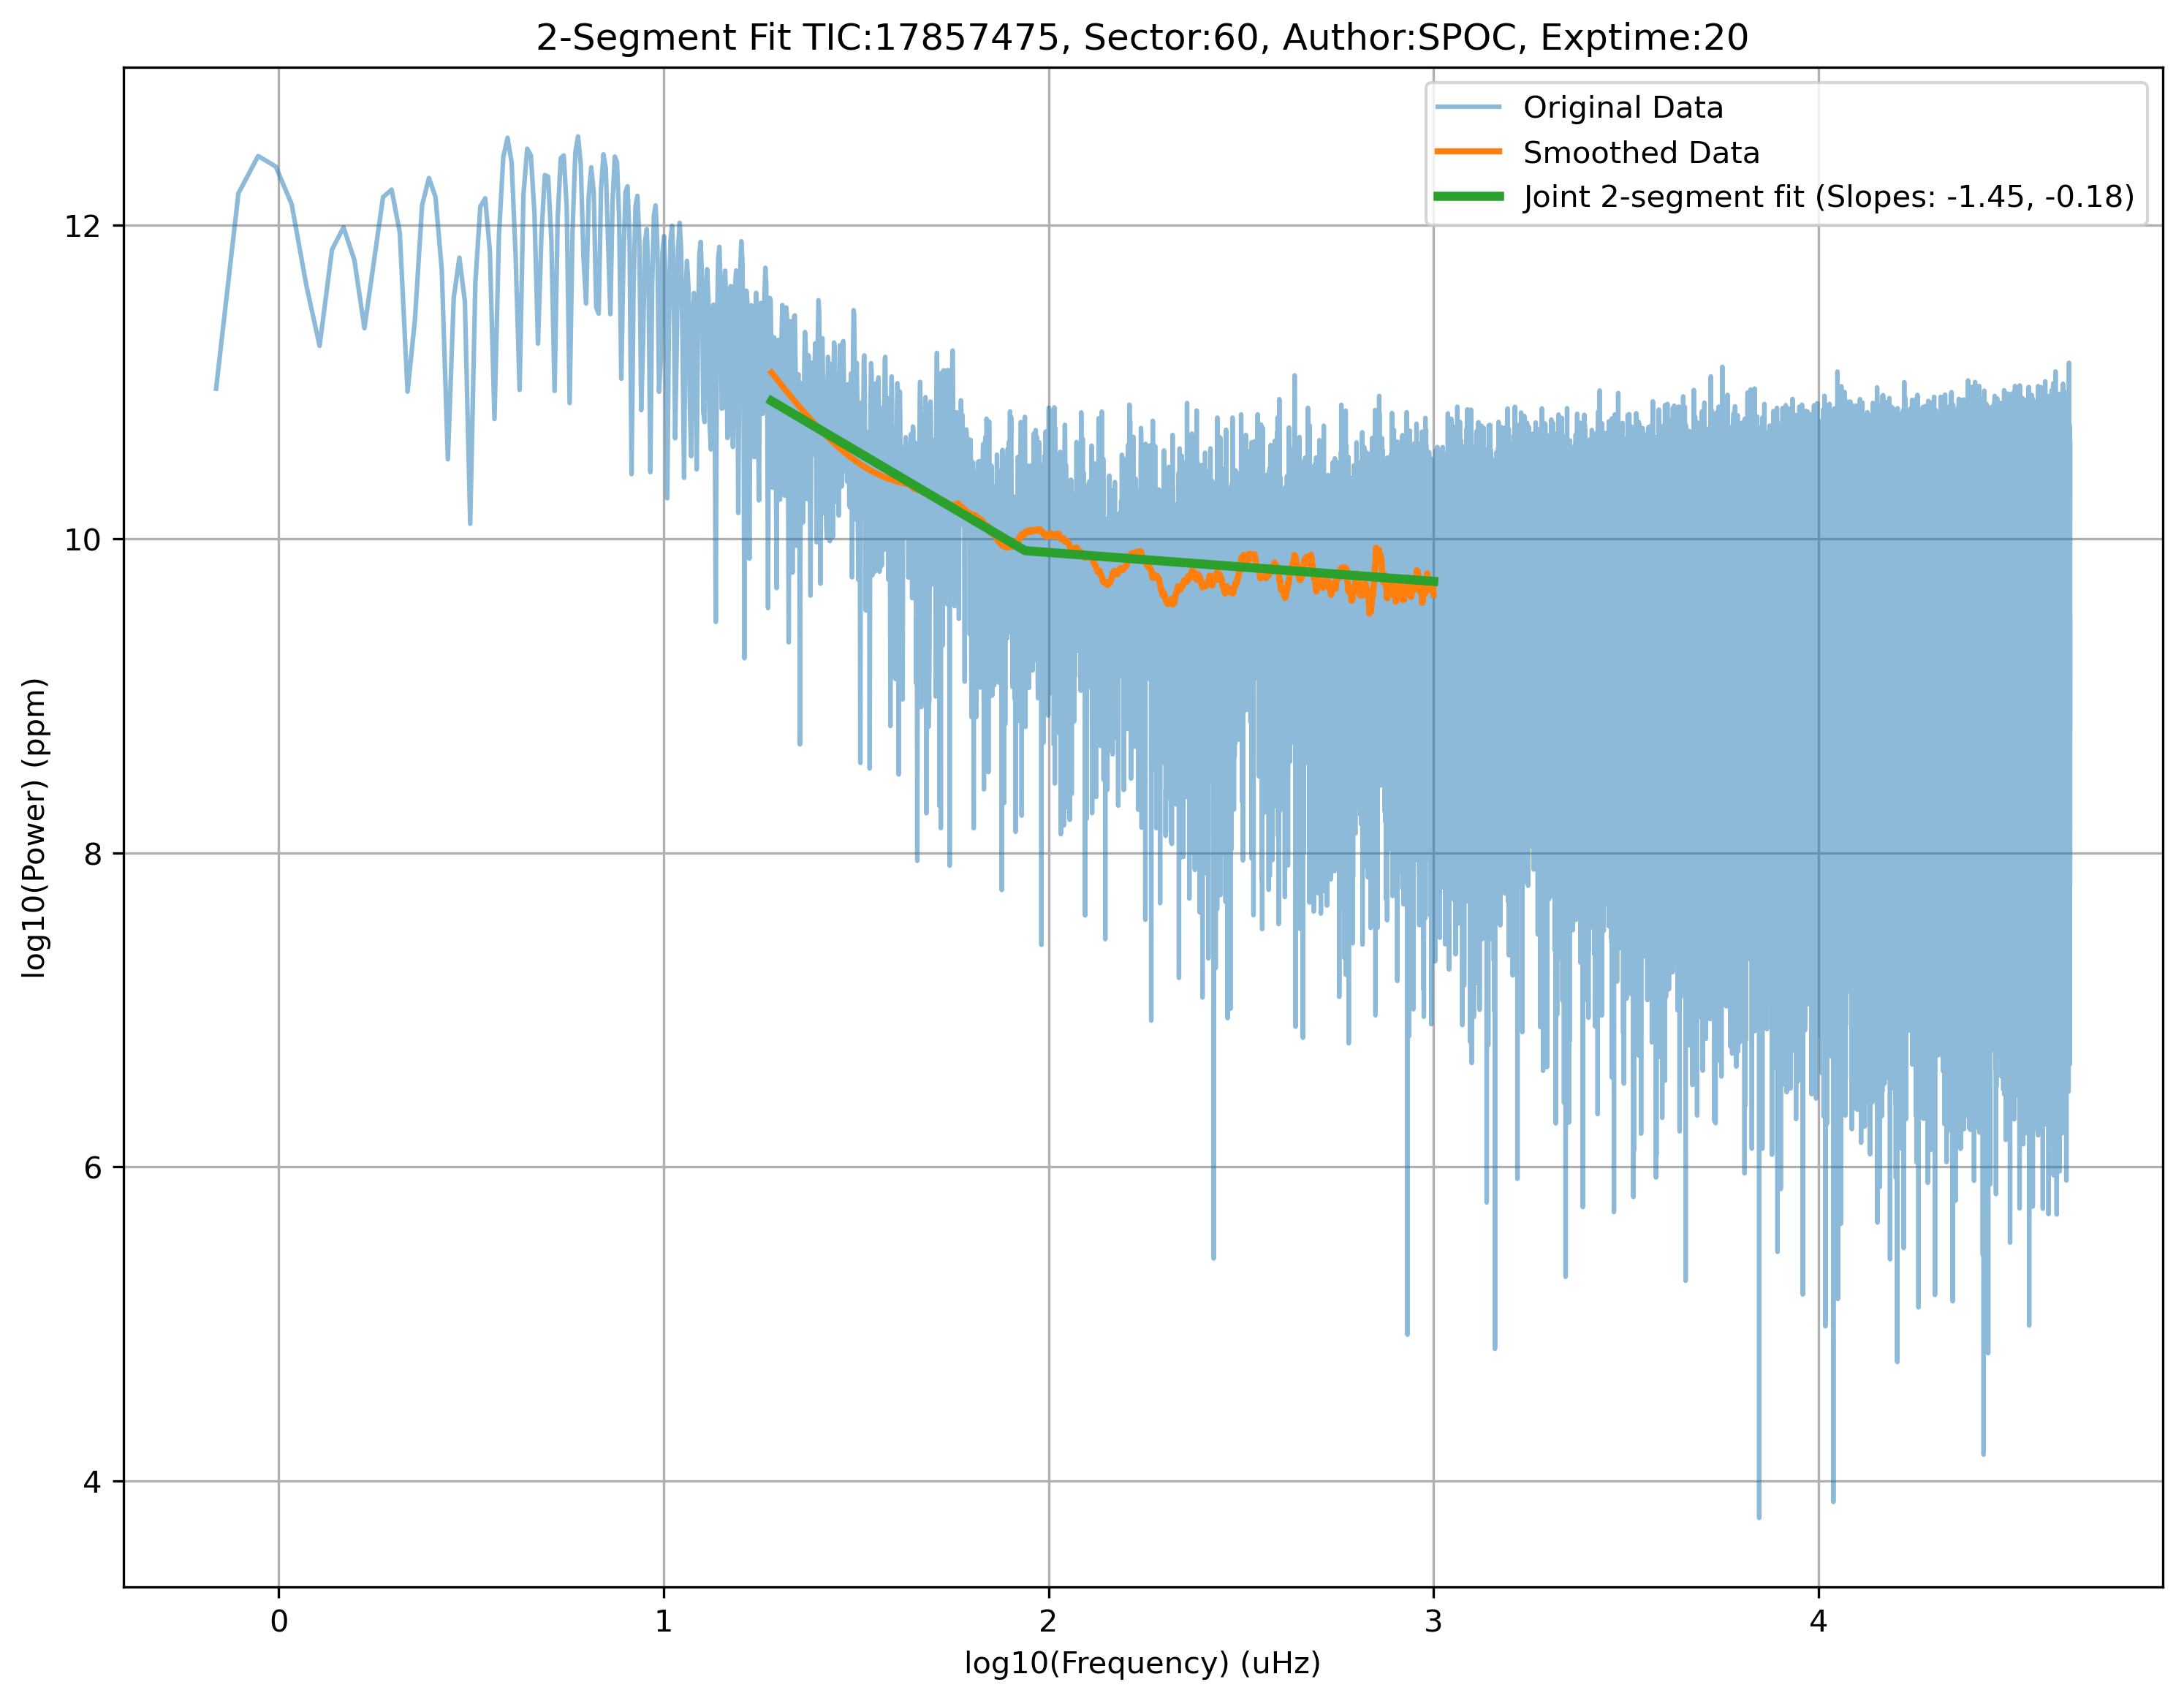 2-Segment Fit TIC:17857475, Sector:60, Author:SPOC, Exptime:20
Original Data
Smoothed Data
Joint 2-segment fit (Slopes: -1.45, -0.18)
12
10
8
6
4
log10(Power) (ppm)
0 1 2 3 4
log10(Frequency) (uHz)